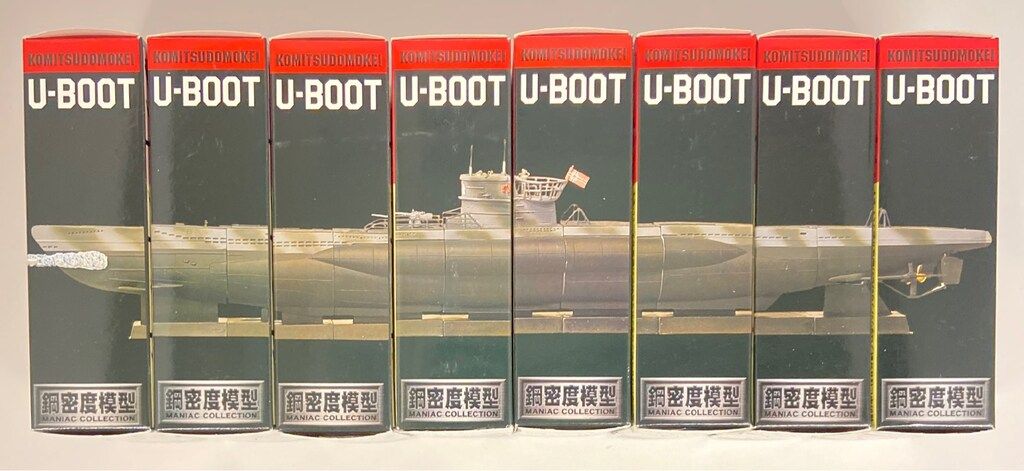 KOMITSUDOMOKEI
U-BOOT
鋼密度模型
MANIAC COLLECTION
KOMITSUDOMOKEI
U-BOOT
鋼密度模型
MANIAC COLLECTION
KOMITSUDOMOKEI
U-BOOT
鋼密度模型
MANIAC COLLECTION
KOMITSUDOMOKEI
U-BOOT
鋼密度模型
MANIAC COLLECTION
KOMITSUDOMOKEI
U-BOOT
鋼密度模型
MANIAC COLLECTION
KOMITSUDOMOKEI
U-BOOT
鋼密度模型
MANIAC COLLECTION
KOMITSUDOMOKEI
U-BOOT
鋼密度模型
MANIAC COLLECTION
KOMITSUDOMOKEI
U-BOOT
鋼密度模型
MANIAC COLLECTION